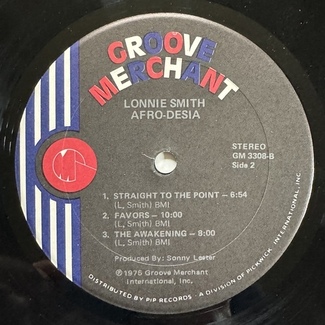 GROOVE
MERCHANT
LONNIE SMITH
AFRO-DESIA
STEREO
GM 3308-B
Side 2
GM
1. STRAIGHT TO THE POINT – 6:54
(L. Smith) BMI
2. FAVORS – 10:00
(L. Smith) BMI
3. THE AWAKENING – 8:00
(L. Smith) BMI
Produced By: Sonny Lester
℗ 1975 Groove Merchant
International, Inc.
DISTRIBUTED BY PIP RECORDS - A DIVISION OF PICKWICK INTERNATIONAL, INC.